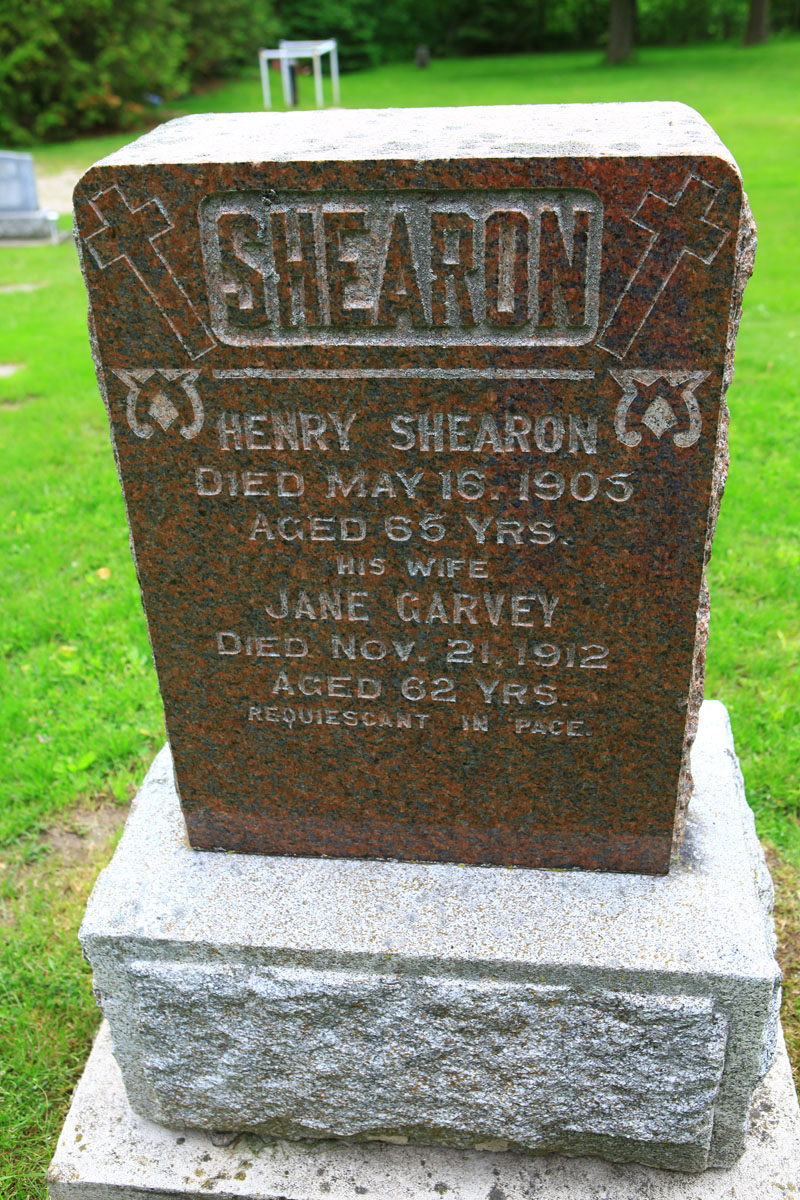 SHEARON
HENRY SHEARON
DIED MAY 16, 1905
AGED 65 YRS.
HIS WIFE
JANE GARVEY
DIED NOV. 21, 1912
AGED 62 YRS.
REQUIESCANT IN PACE.